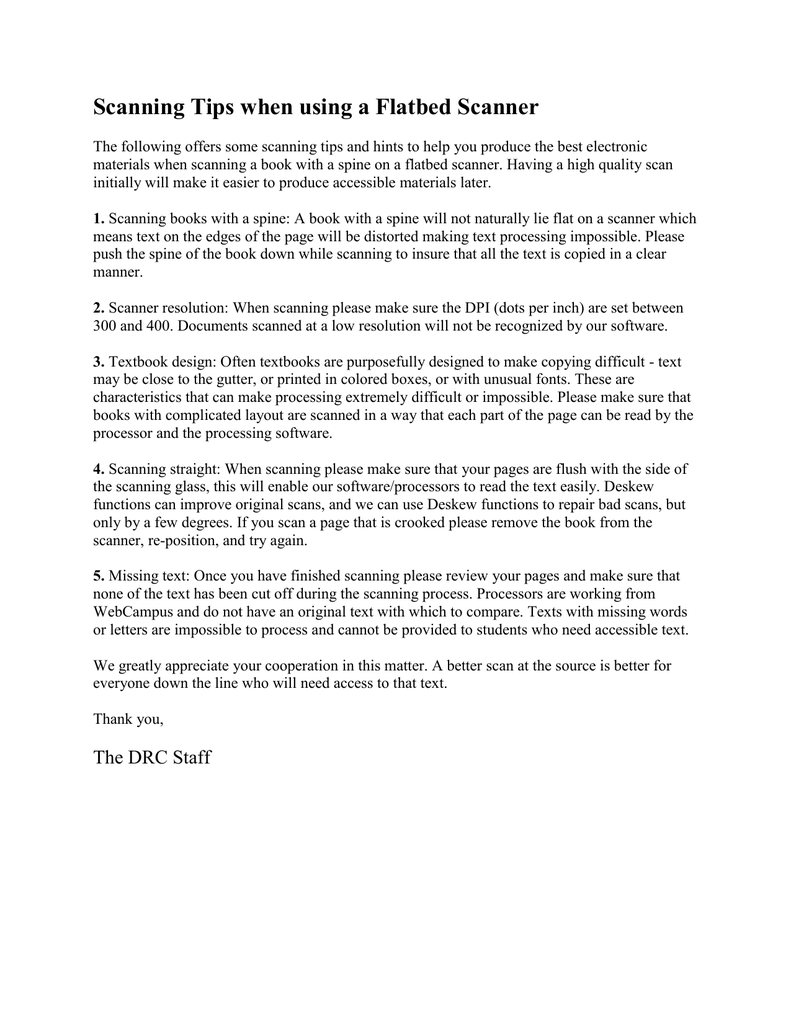 Scanning Tips when using a Flatbed Scanner
The following offers some scanning tips and hints to help you produce the best electronic
materials when scanning a book with a spine on a flatbed scanner. Having a high quality scan
initially will make it easier to produce accessible materials later.
1. Scanning books with a spine: A book with a spine will not naturally lie flat on a scanner which
means text on the edges of the page will be distorted making text processing impossible. Please
push the spine of the book down while scanning to insure that all the text is copied in a clear
manner.
2. Scanner resolution: When scanning please make sure the DPI (dots per inch) are set between
300 and 400. Documents scanned at a low resolution will not be recognized by our software.
3. Textbook design: Often textbooks are purposefully designed to make copying difficult - text
may be close to the gutter, or printed in colored boxes, or with unusual fonts. These are
characteristics that can make processing extremely difficult or impossible. Please make sure that
books with complicated layout are scanned in a way that each part of the page can be read by the
processor and the processing software.
4. Scanning straight: When scanning please make sure that your pages are flush with the side of
the scanning glass, this will enable our software/processors to read the text easily. Deskew
functions can improve original scans, and we can use Deskew functions to repair bad scans, but
only by a few degrees. If you scan a page that is crooked please remove the book from the
scanner, re-position, and try again.
5. Missing text: Once you have finished scanning please review your pages and make sure that
none of the text has been cut off during the scanning process. Processors are working from
WebCampus and do not have an original text with which to compare. Texts with missing words
or letters are impossible to process and cannot be provided to students who need accessible text.
We greatly appreciate your cooperation in this matter. A better scan at the source is better for
everyone down the line who will need access to that text.
Thank you,
The DRC Staff